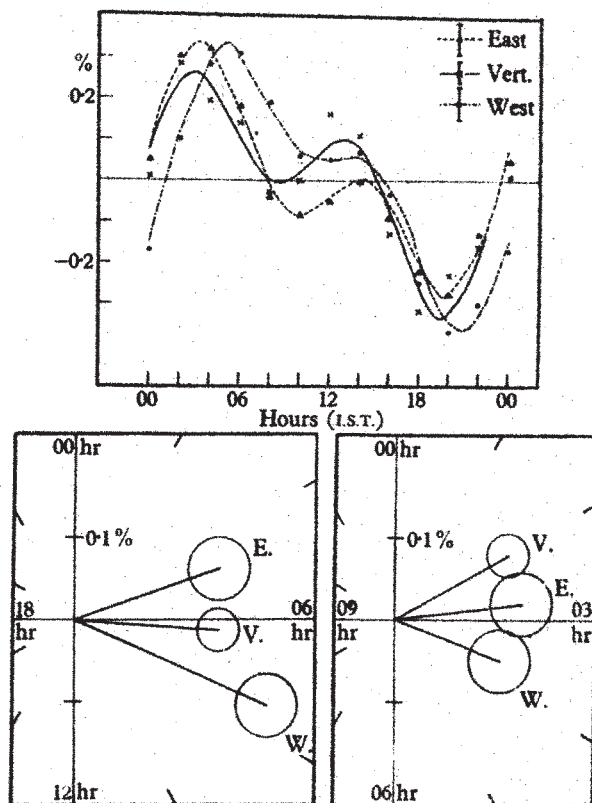 %
0·2
−0·2
East
Vert.
West
00 06 12 18 00
Hours (I.S.T.)
00 hr
0·1%
E.
18 hr
06 hr
V.
W.
12 hr
00 hr
0·1%
V.
E.
09 hr
03 hr
W.
06 hr